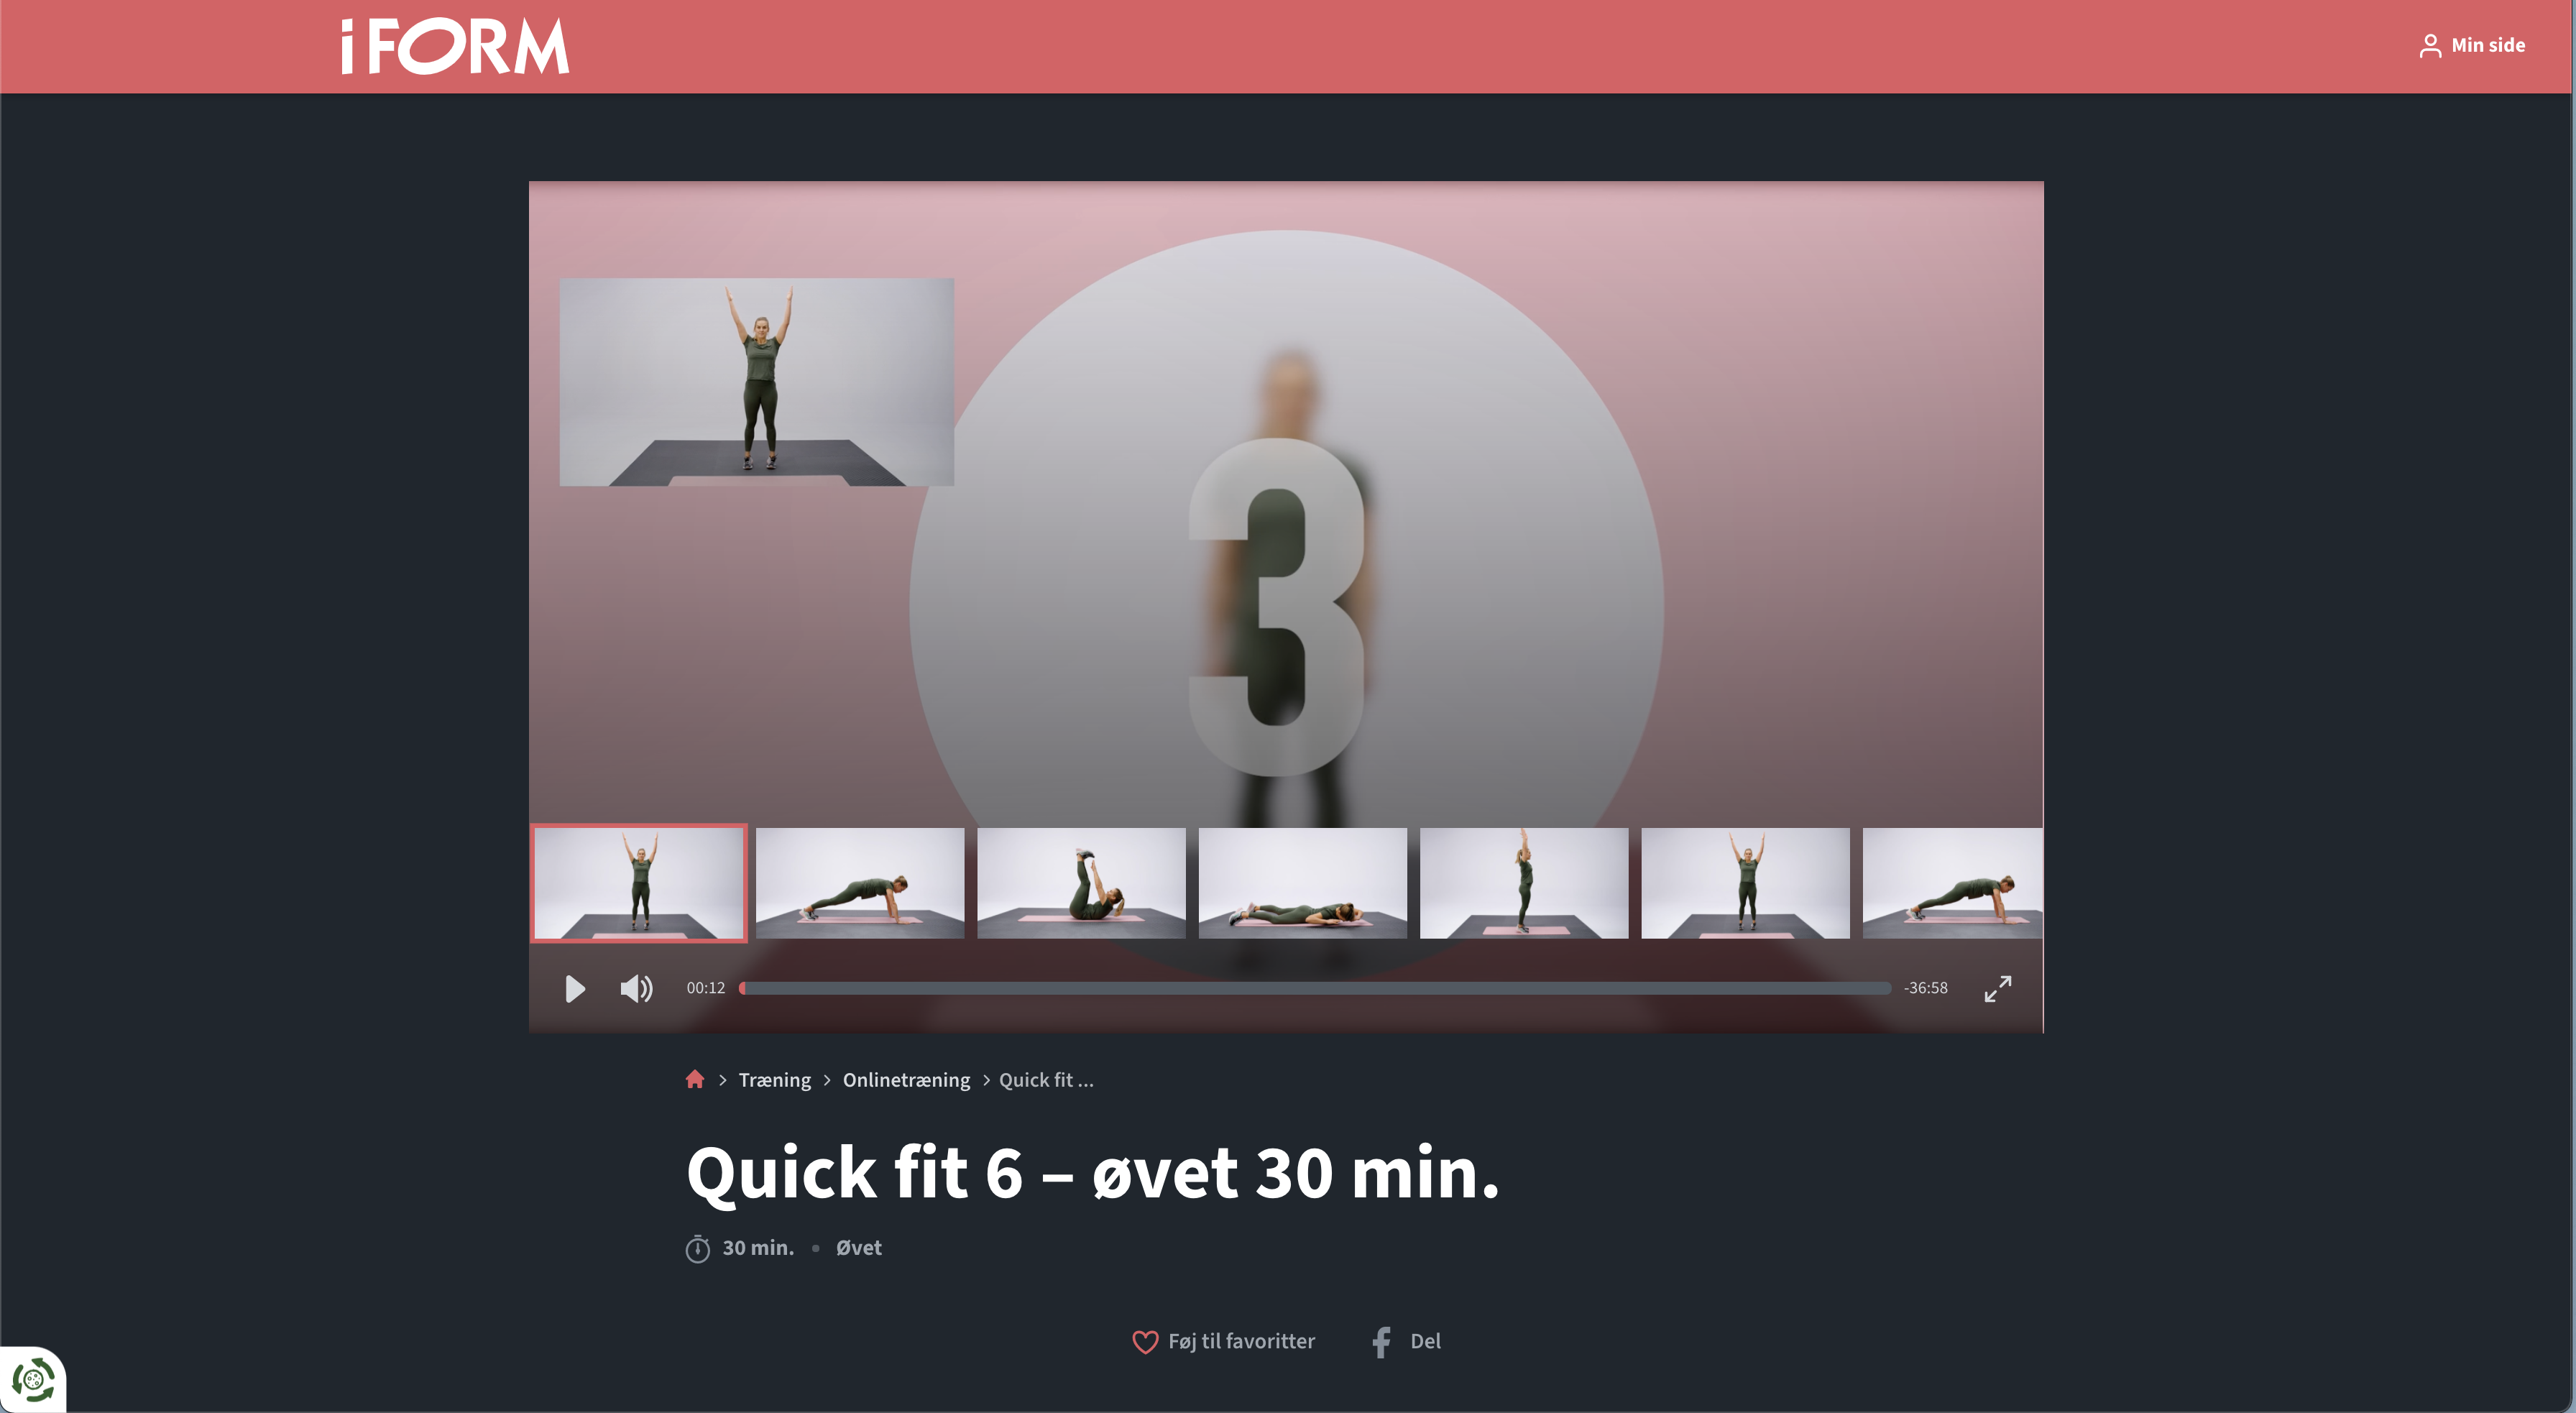 iFORM
Min side
3
00:12
-36:58
Træning
Onlinetræning
Quick fit ...
Quick fit 6 – øvet 30 min.
30 min.
Øvet
Føj til favoritter
Del